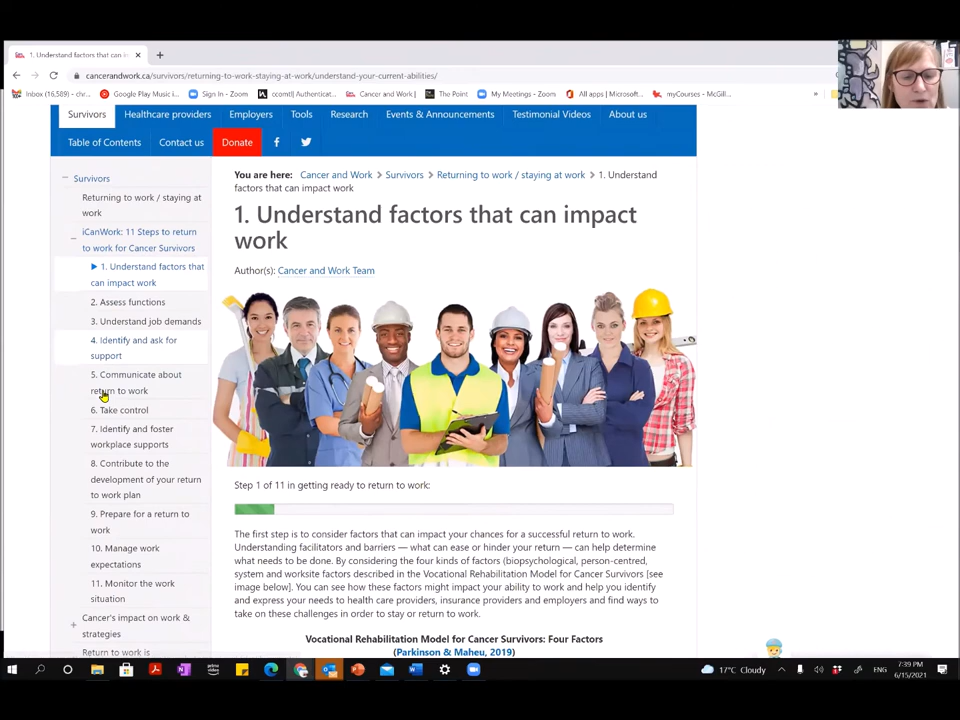 1. Understand factors that can in
cancerandwork.ca/survivors/returning-to-work-staying-at-work/understand-your-current-abilities/
Inbox (16,589) - chr...
Google Play Music i...
Sign In - Zoom
ccomtl| Authenticat...
Cancer and Work |
The Point
My Meetings - Zoom
All apps | Microsoft...
myCourses - McGill...
»
Survivors
Healthcare providers
Employers
Tools
Research
Events & Announcements
Testimonial Videos
About us
Table of Contents
Contact us
Donate
Survivors
Returning to work / staying at
work
iCanWork: 11 Steps to return
to work for Cancer Survivors
1. Understand factors that
can impact work
2. Assess functions
3. Understand job demands
4. Identify and ask for
support
5. Communicate about
return to work
6. Take control
7. Identify and foster
workplace supports
8. Contribute to the
development of your return
to work plan
9. Prepare for a return to
work
10. Manage work
expectations
11. Monitor the work
situation
Cancer's impact on work &
strategies
Return to work is
You are here: Cancer and Work > Survivors > Returning to work / staying at work > 1. Understand
factors that can impact work
1. Understand factors that can impact
work
Author(s): Cancer and Work Team
Step 1 of 11 in getting ready to return to work:
The first step is to consider factors that can impact your chances for a successful return to work.
Understanding facilitators and barriers — what can ease or hinder your return — can help determine
what needs to be done. By considering the four kinds of factors (biopsychological, person-centred,
system and worksite factors described in the Vocational Rehabilitation Model for Cancer Survivors [see
image below]. You can see how these factors might impact your ability to work and help you identify
and express your needs to health care providers, insurance providers and employers and find ways to
take on these challenges in order to stay or return to work.
Vocational Rehabilitation Model for Cancer Survivors: Four Factors
(Parkinson & Maheu, 2019)
17°C Cloudy
ENG
7:39 PM
6/15/2021